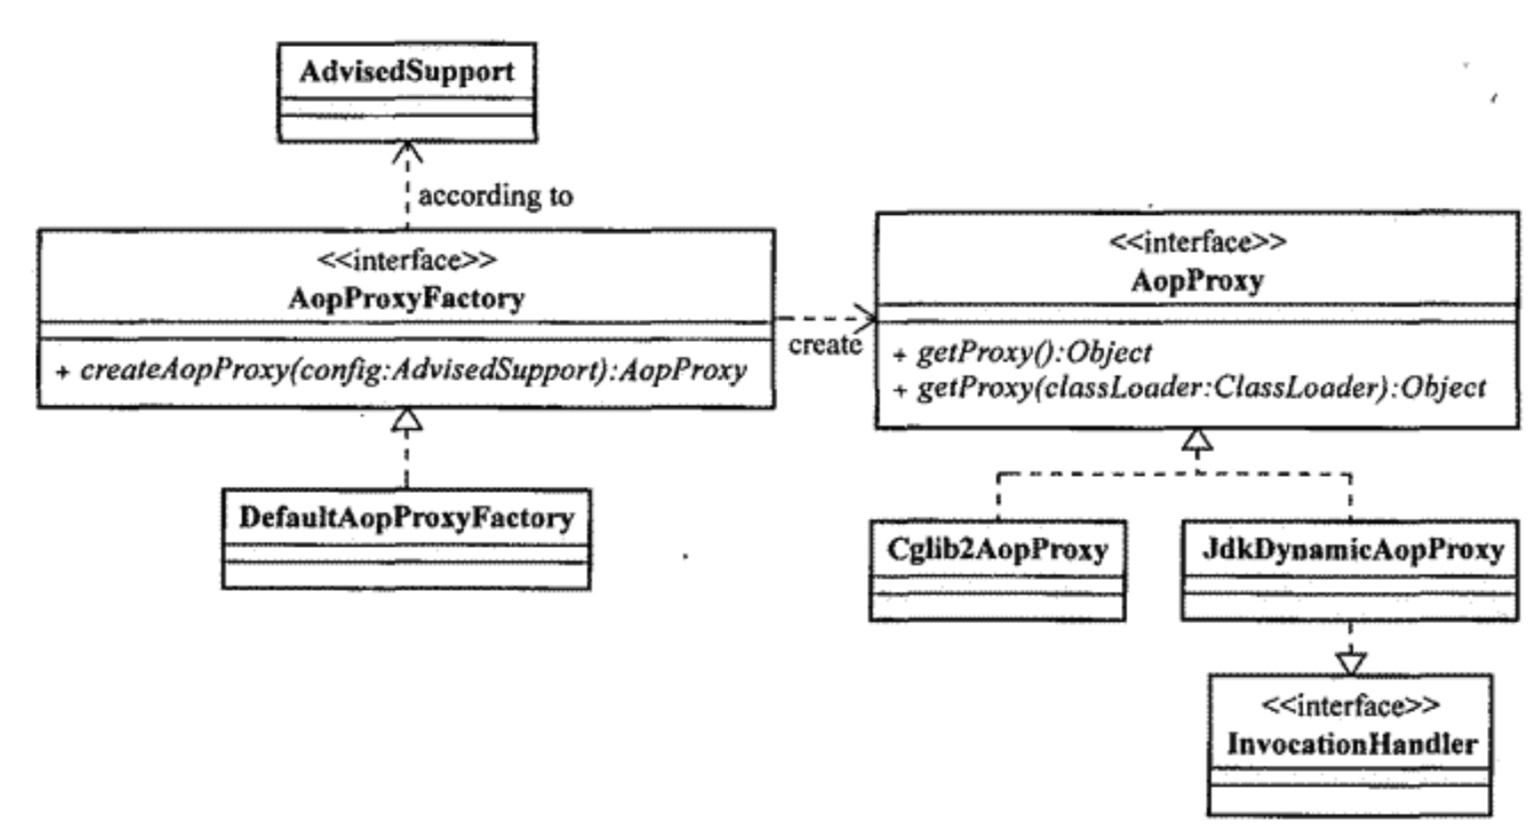 AdvisedSupport
according to
<<interface>>
AopProxyFactory
+ createAopProxy(config:AdvisedSupport):AopProxy
create
<<interface>>
AopProxy
+ getProxy():Object
+ getProxy(classLoader:ClassLoader):Object
DefaultAopProxyFactory
Cglib2AopProxy
JdkDynamicAopProxy
<<interface>>
InvocationHandler